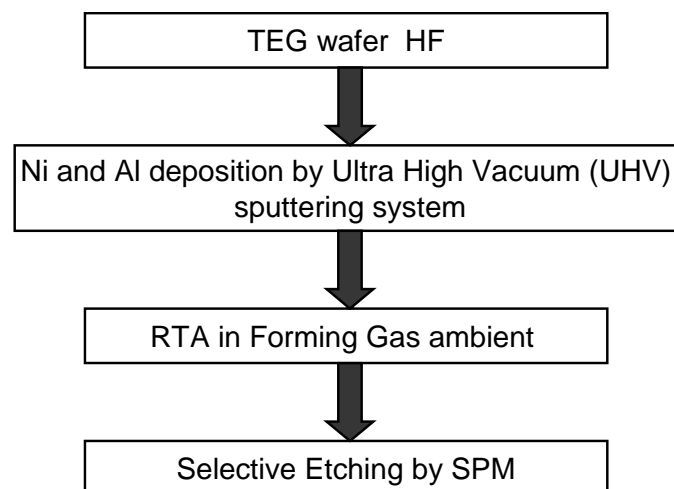 TEG wafer HF
Ni and Al deposition by Ultra High Vacuum (UHV)
sputtering system
RTA in Forming Gas ambient
Selective Etching by SPM